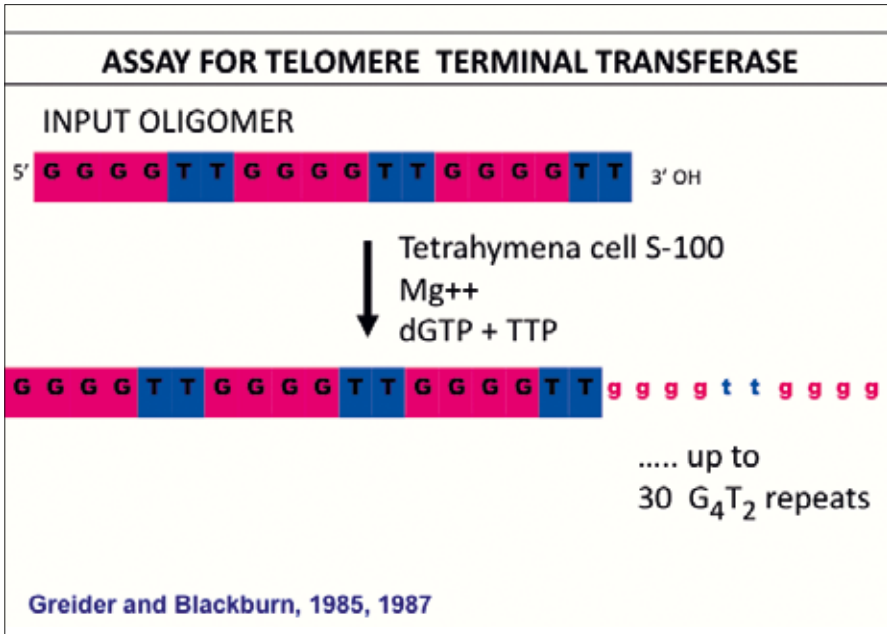 ASSAY FOR TELOMERE TERMINAL TRANSFERASE
INPUT OLIGOMER
5' G G G G T T G G G G T T G G G G T T 3' OH
Tetrahymena cell S-100
Mg++
dGTP + TTP
G G G G T T G G G G T T G G G G T T g g g g t t g g g g
..... up to
30 G₄T₂ repeats
Greider and Blackburn, 1985, 1987